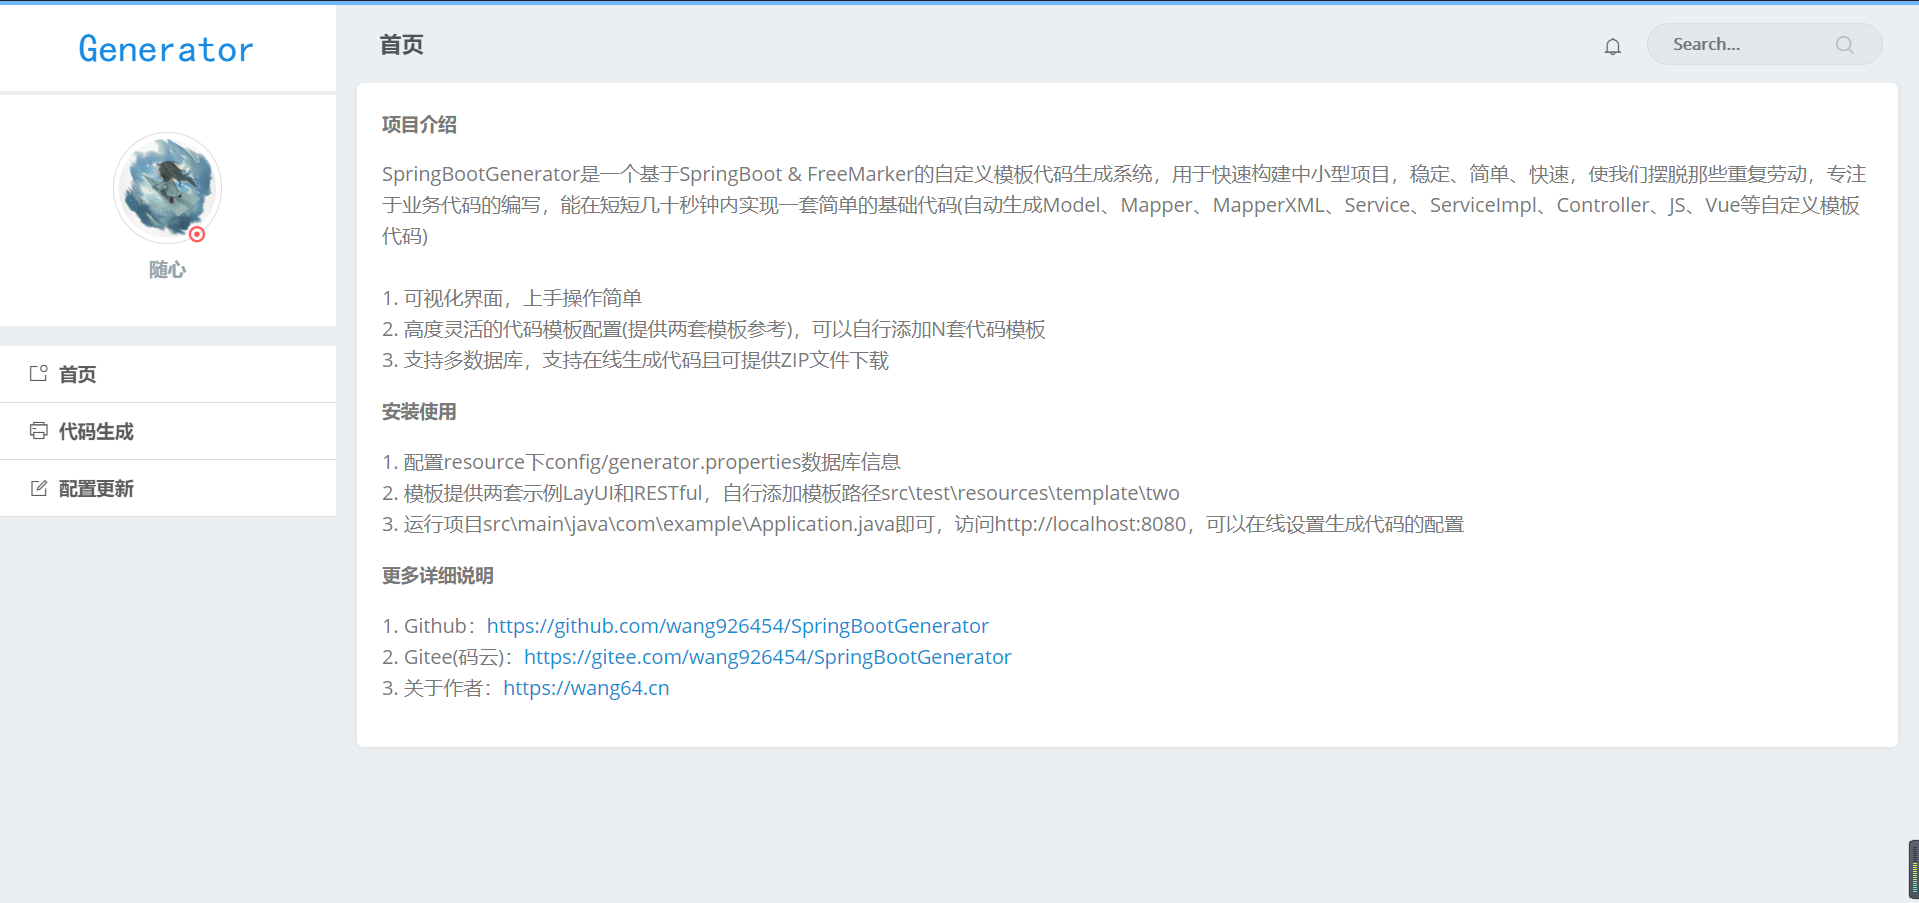 Generator
首页
Search...
随心
首页
代码生成
配置更新
项目介绍
SpringBootGenerator是一个基于SpringBoot & FreeMarker的自定义模板代码生成系统，用于快速构建中小型项目，稳定、简单、快速，使我们摆脱那些重复劳动，专注
于业务代码的编写，能在短短几十秒钟内实现一套简单的基础代码(自动生成Model、Mapper、MapperXML、Service、ServiceImpl、Controller、JS、Vue等自定义模板
代码)
1. 可视化界面，上手操作简单
2. 高度灵活的代码模板配置(提供两套模板参考)，可以自行添加N套代码模板
3. 支持多数据库，支持在线生成代码且可提供ZIP文件下载
安装使用
1. 配置resource下config/generator.properties数据库信息
2. 模板提供两套示例LayUI和RESTful，自行添加模板路径src\test\resources\template\two
3. 运行项目src\main\java\com\example\Application.java即可，访问http://localhost:8080，可以在线设置生成代码的配置
更多详细说明
1. Github：https://github.com/wang926454/SpringBootGenerator
2. Gitee(码云)：https://gitee.com/wang926454/SpringBootGenerator
3. 关于作者：https://wang64.cn